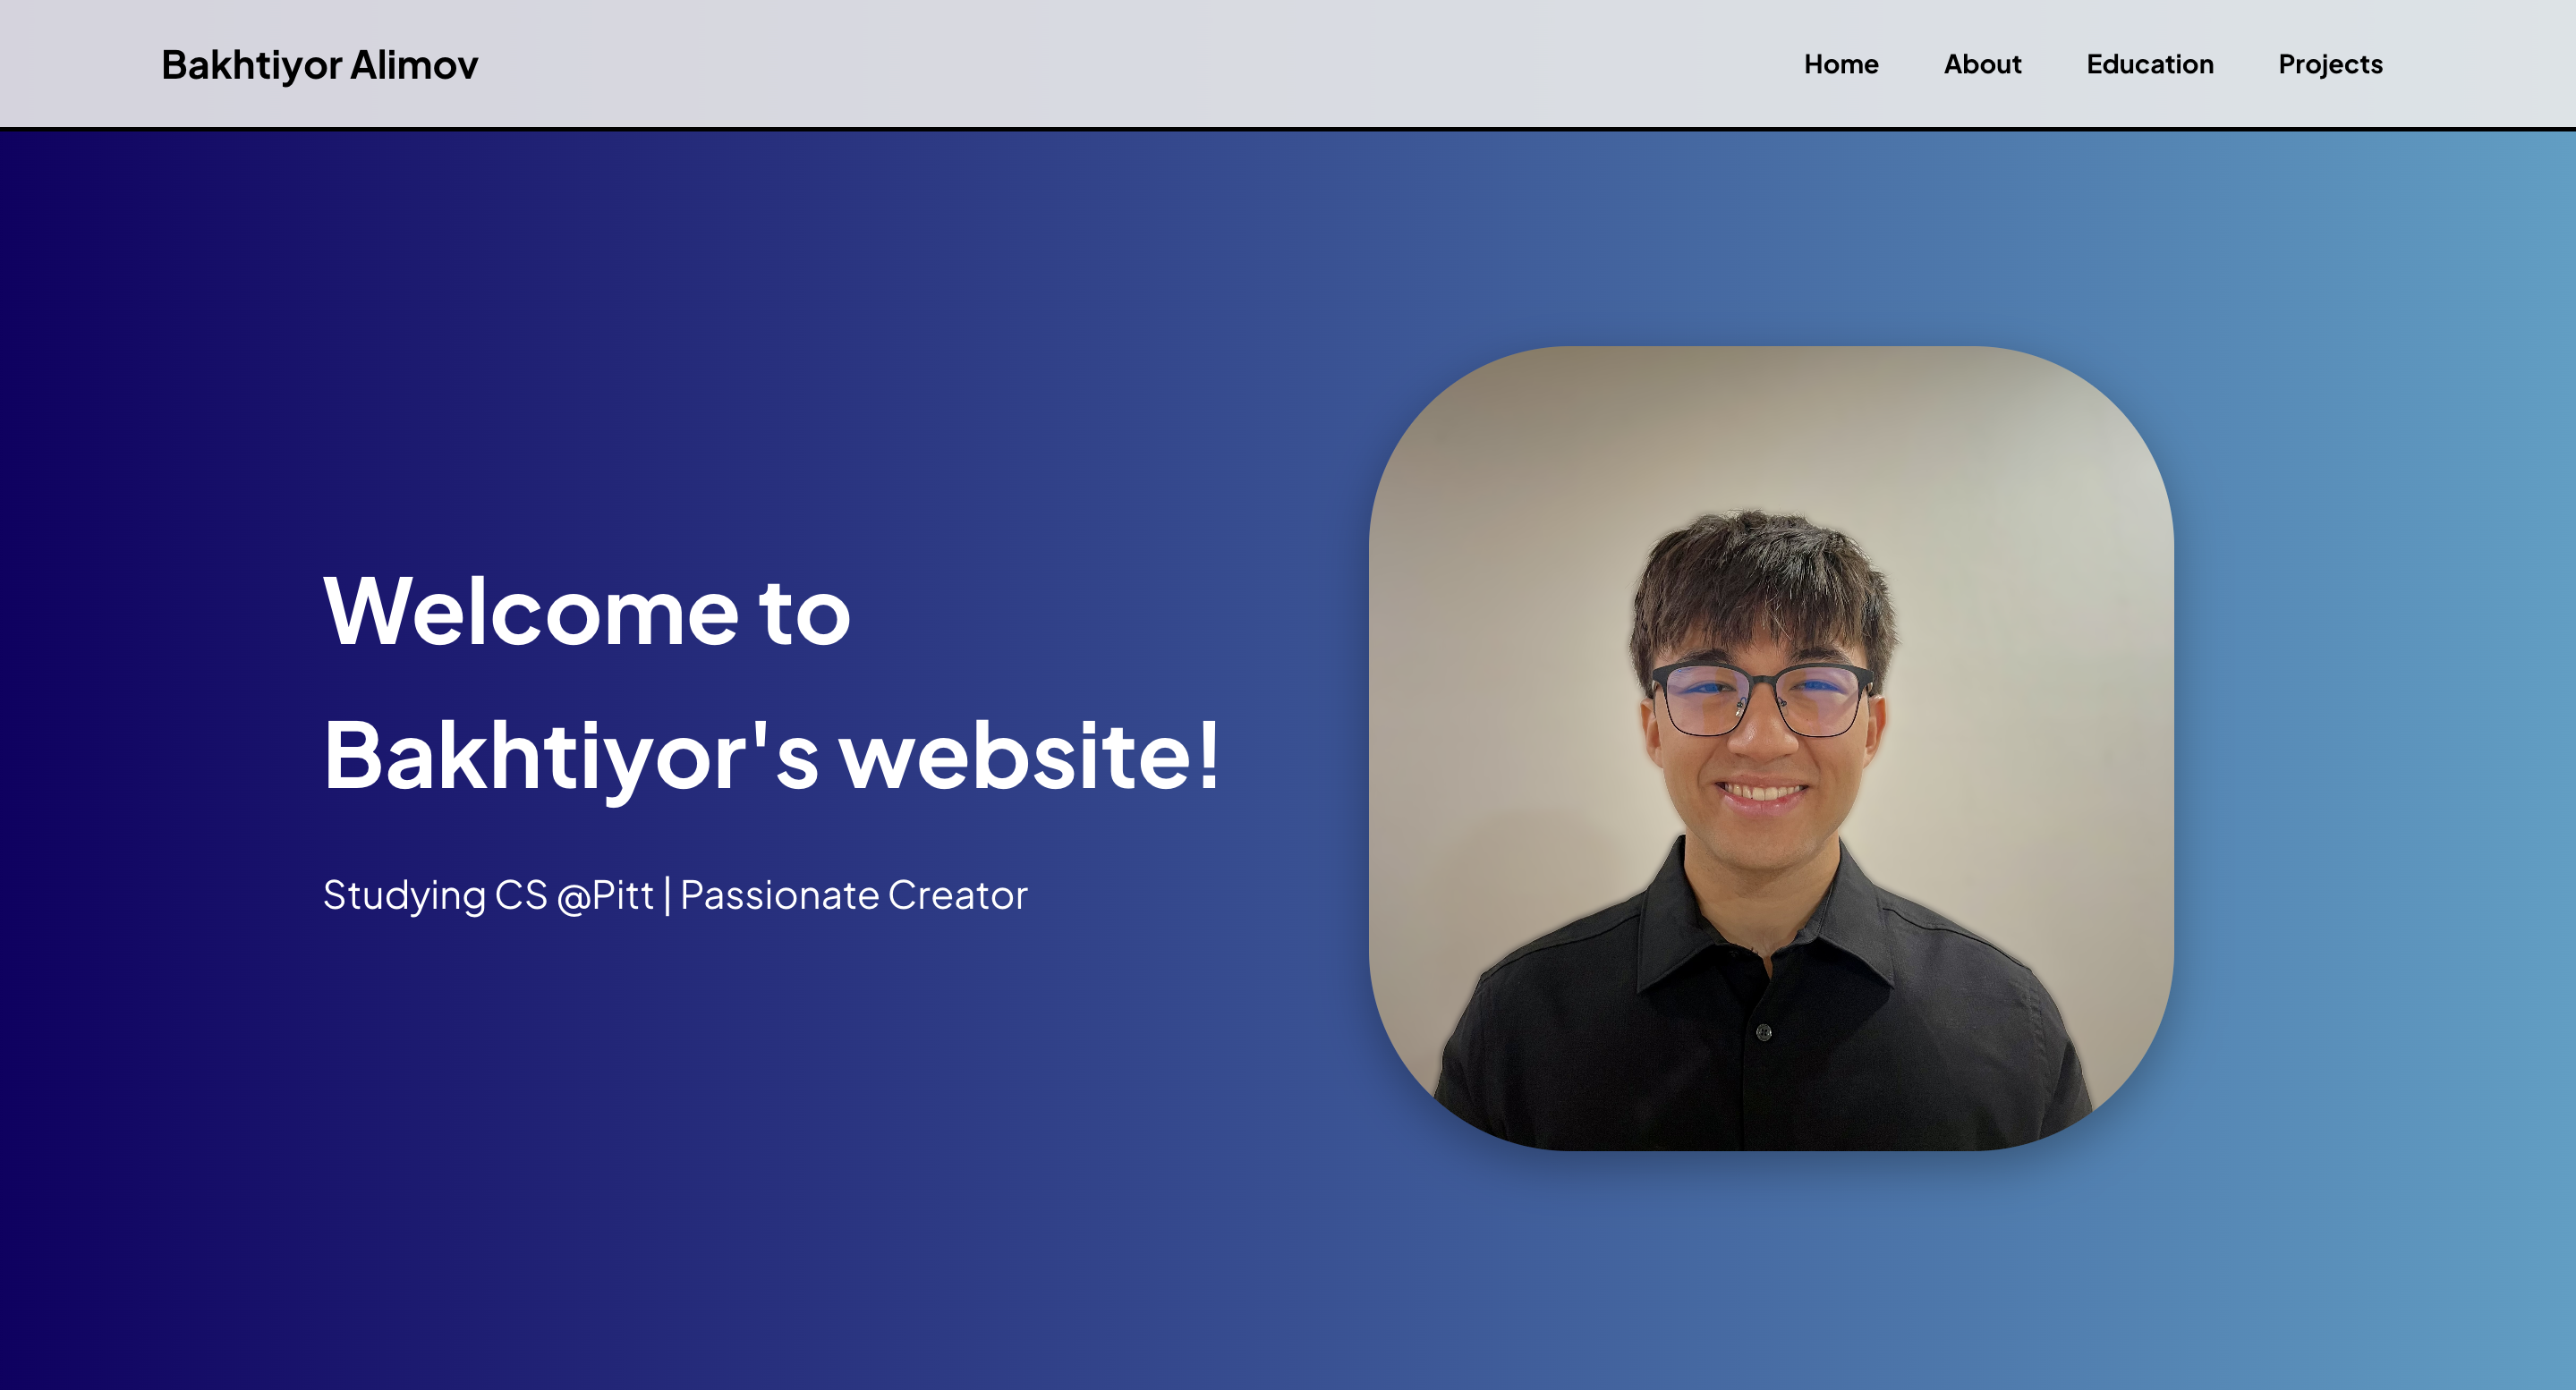 Bakhtiyor Alimov
Home About Education Projects
Welcome to
Bakhtiyor's website!
Studying CS @Pitt | Passionate Creator